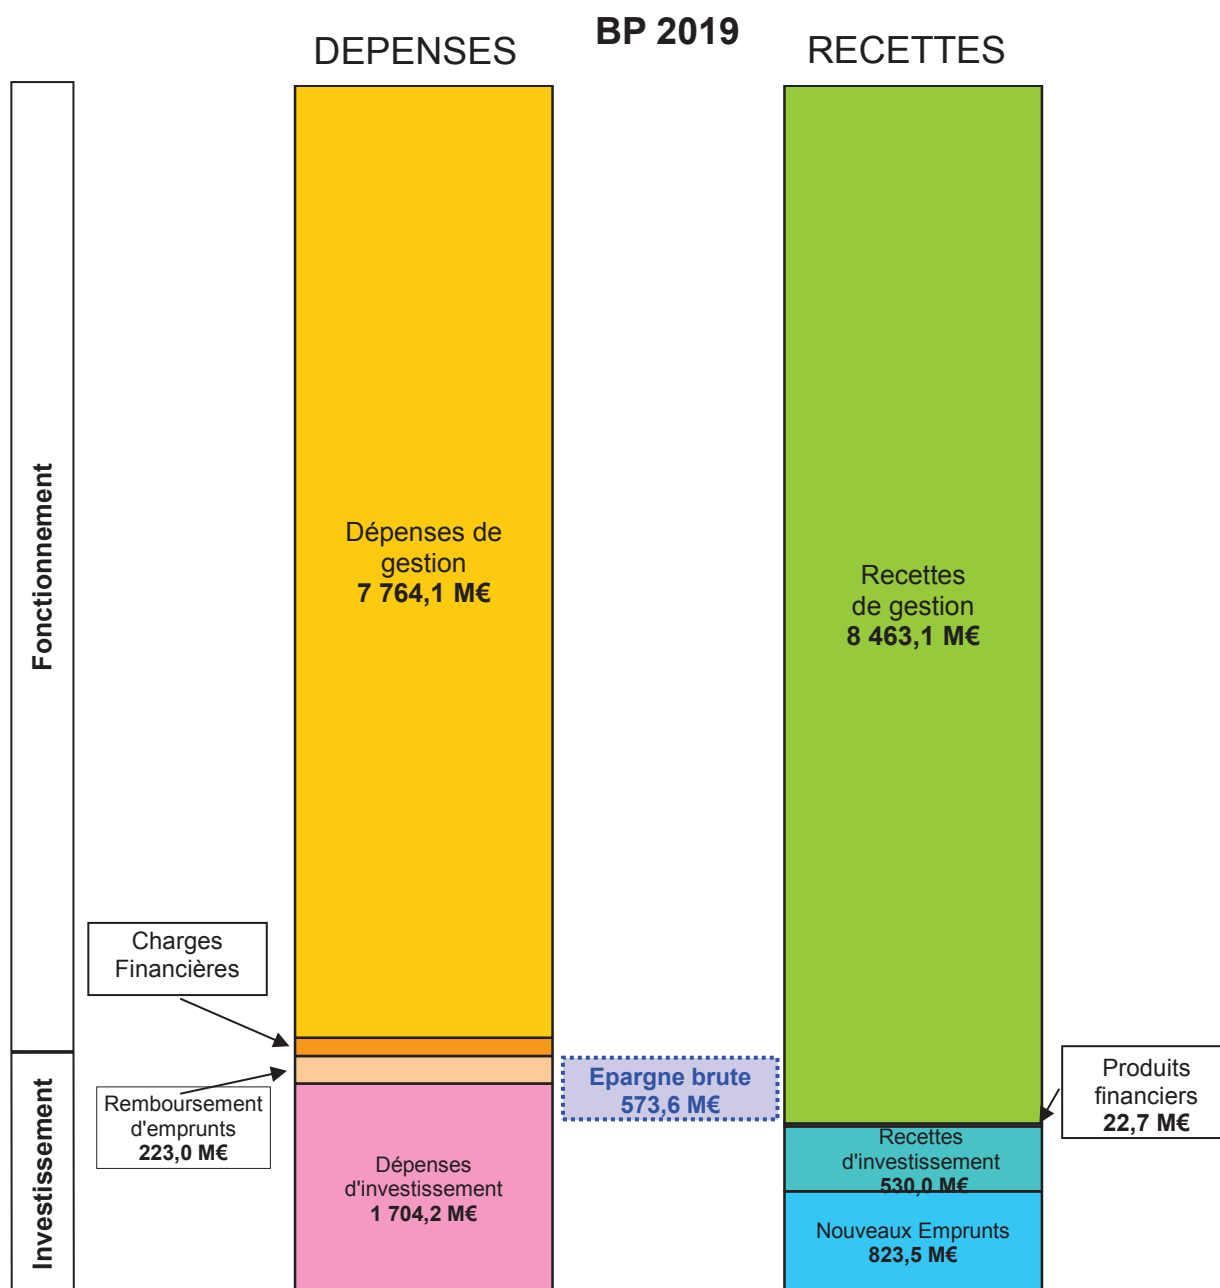 BP 2019
DEPENSES
RECETTES
Fonctionnement
Dépenses de
gestion
7 764,1 M€
Recettes
de gestion
8 463,1 M€
Charges
Financières
Epargne brute
573,6 M€
Produits
financiers
22,7 M€
Remboursement
d'emprunts
223,0 M€
Investissement
Dépenses
d'investissement
1 704,2 M€
Recettes
d'investissement
530,0 M€
Nouveaux Emprunts
823,5 M€